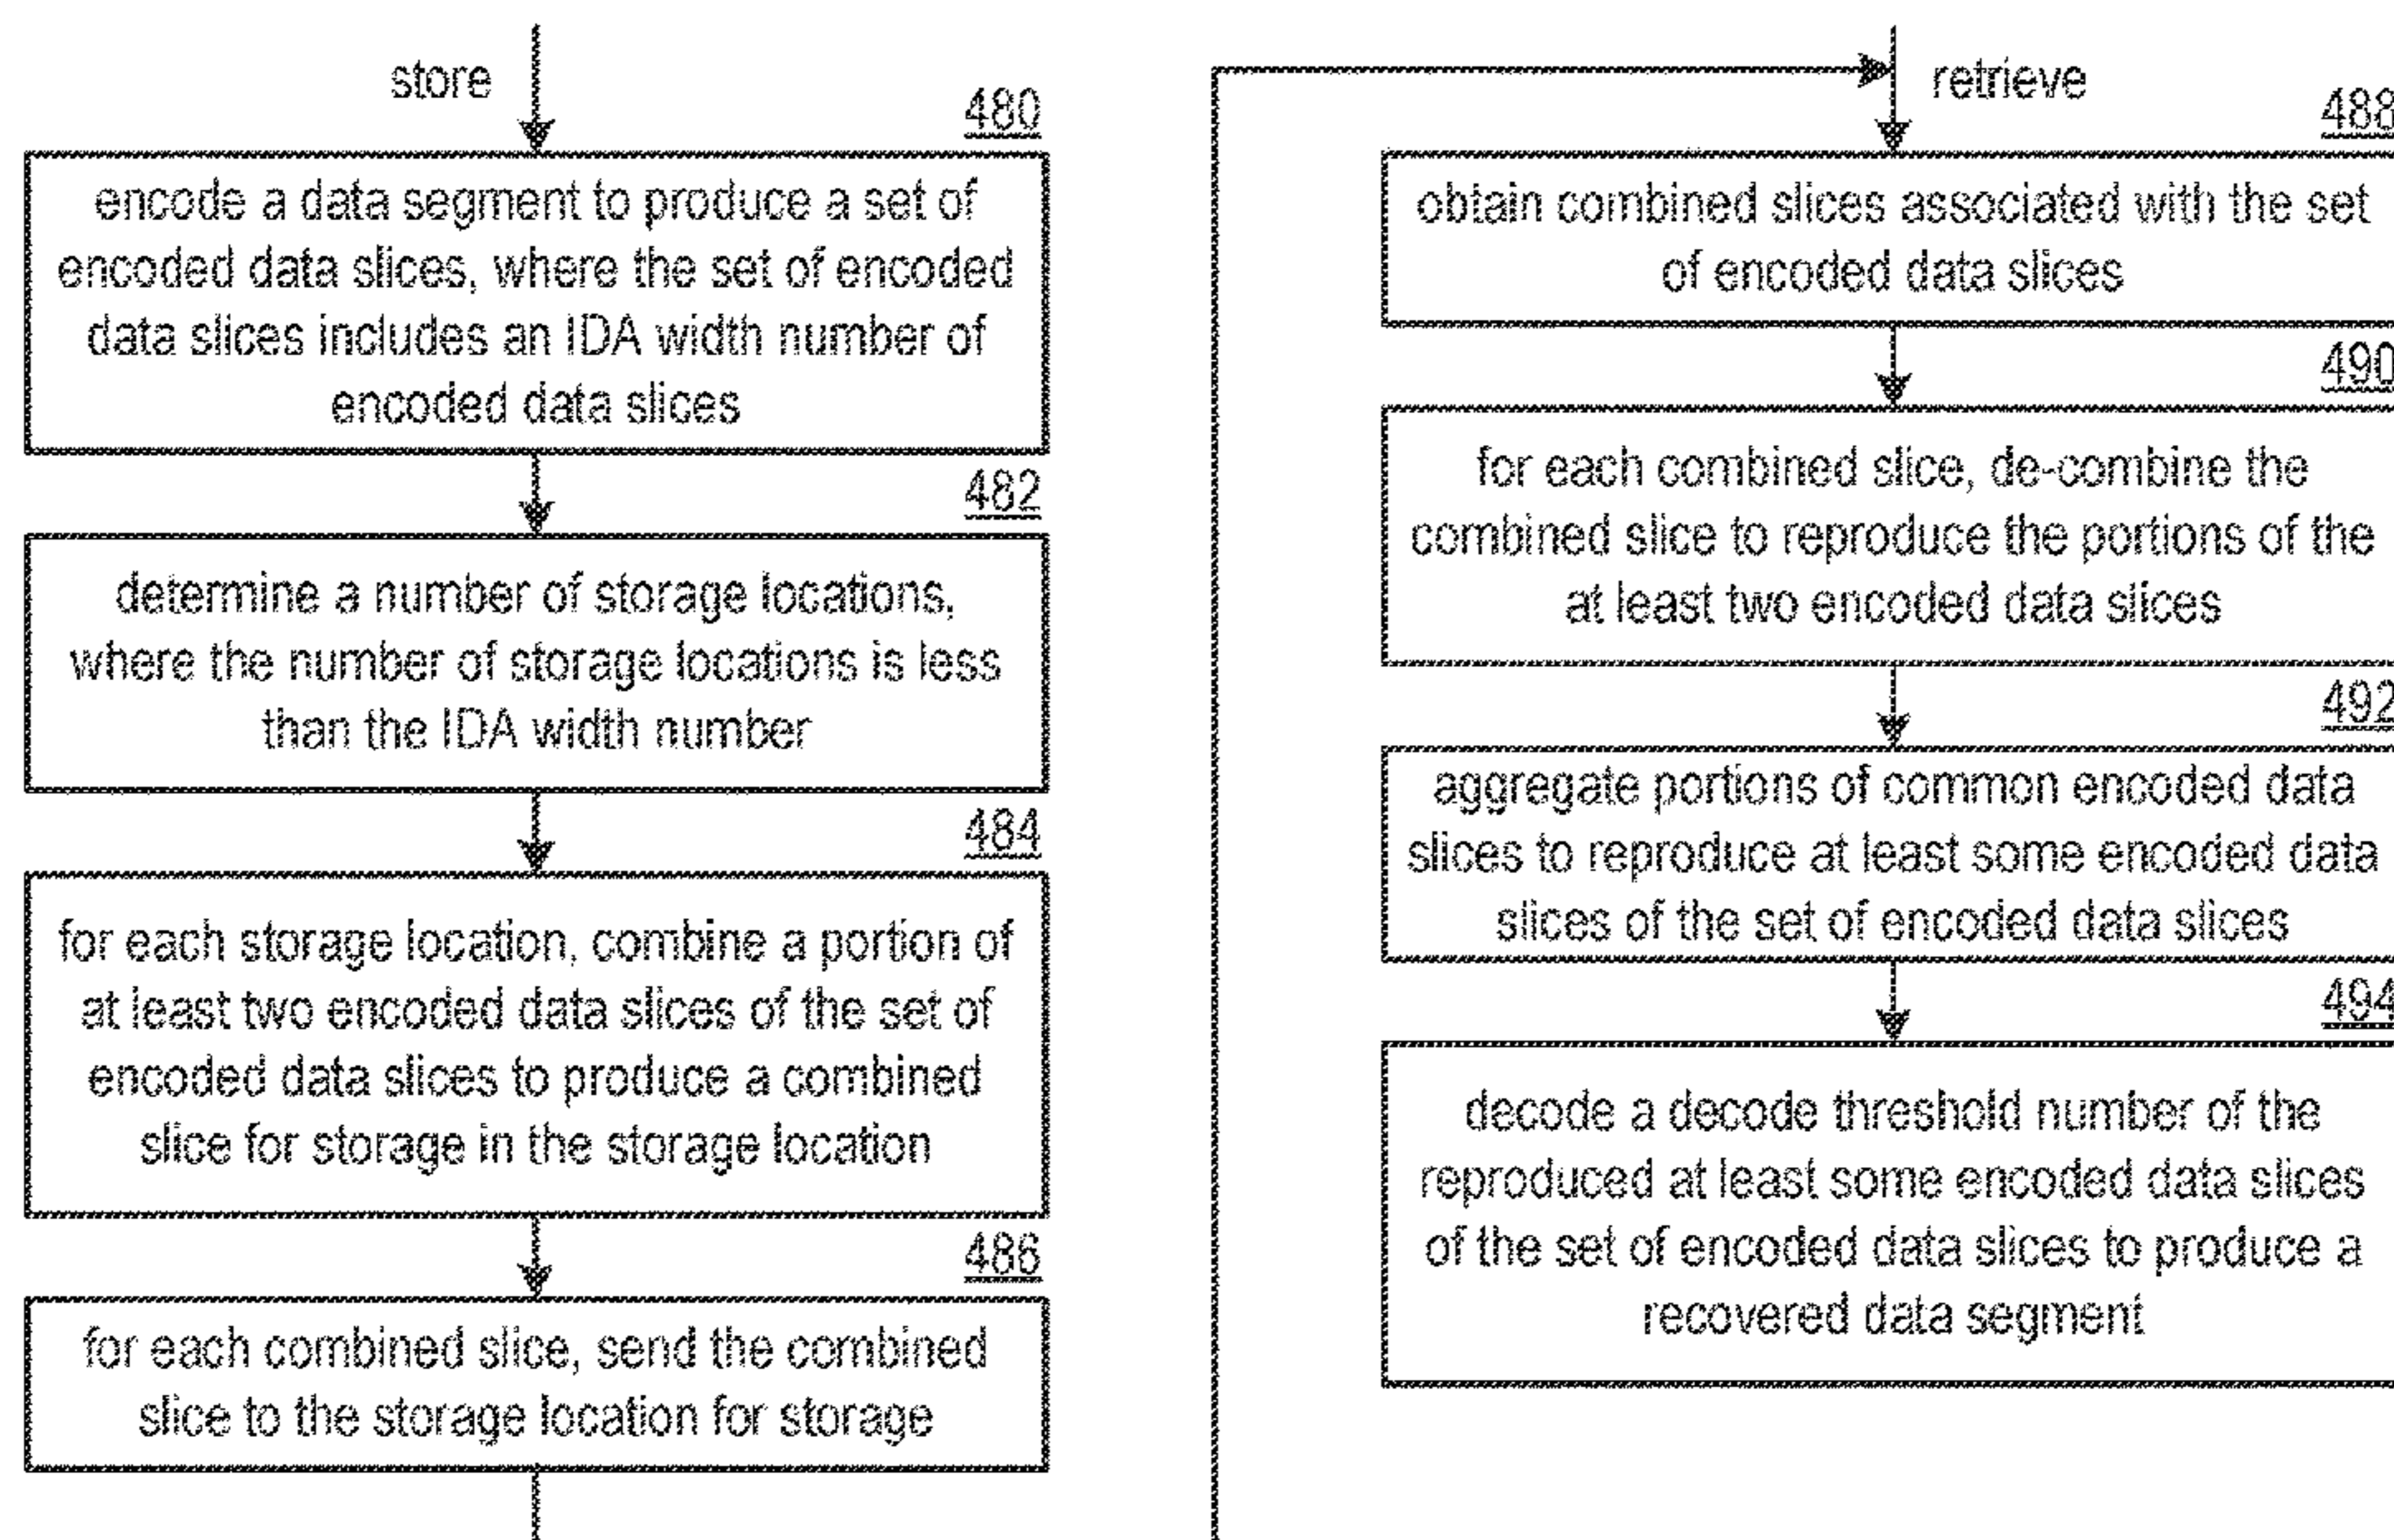 store
480
encode a data segment to produce a set of
encoded data slices, where the set of encoded
data slices includes an IDA width number of
encoded data slices
482
determine a number of storage locations,
where the number of storage locations is less
than the IDA width number
484
for each storage location, combine a portion of
at least two encoded data slices of the set of
encoded data slices to produce a combined
slice for storage in the storage location
486
for each combined slice, send the combined
slice to the storage location for storage
retrieve
488
obtain combined slices associated with the set
of encoded data slices
490
for each combined slice, de-combine the
combined slice to reproduce the portions of the
at least two encoded data slices
492
aggregate portions of common encoded data
slices to reproduce at least some encoded data
slices of the set of encoded data slices
494
decode a decode threshold number of the
reproduced at least some encoded data slices
of the set of encoded data slices to produce a
recovered data segment